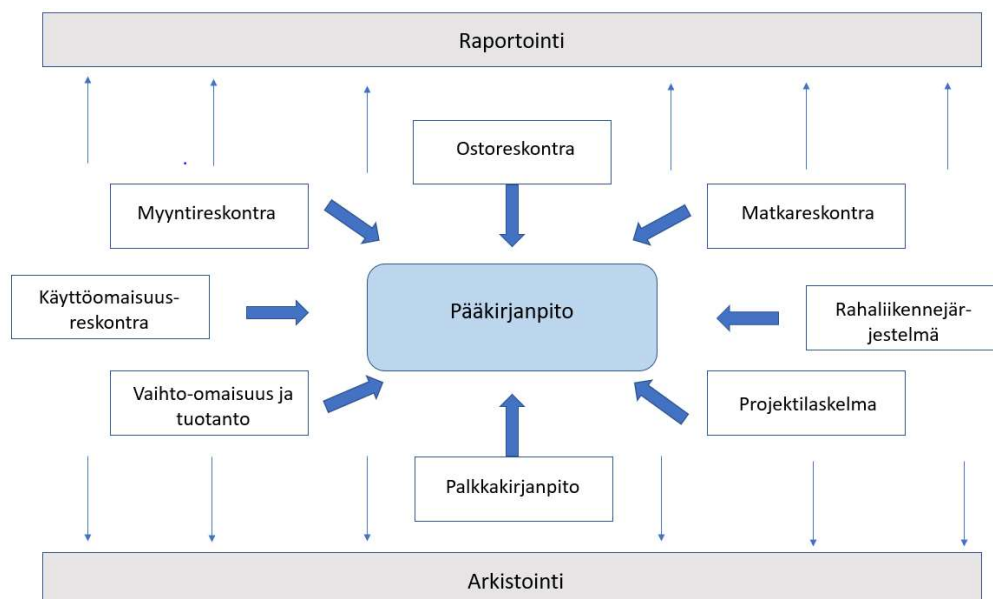 Raportointi
Ostoreskontra
Myyntireskontra
Matkareskontra
Käyttöomaisuus-
reskontra
Pääkirjanpito
Rahaliikennejär-
jestelmä
Vaihto-omaisuus ja
tuotanto
Projektilaskelma
Palkkakirjanpito
Arkistointi